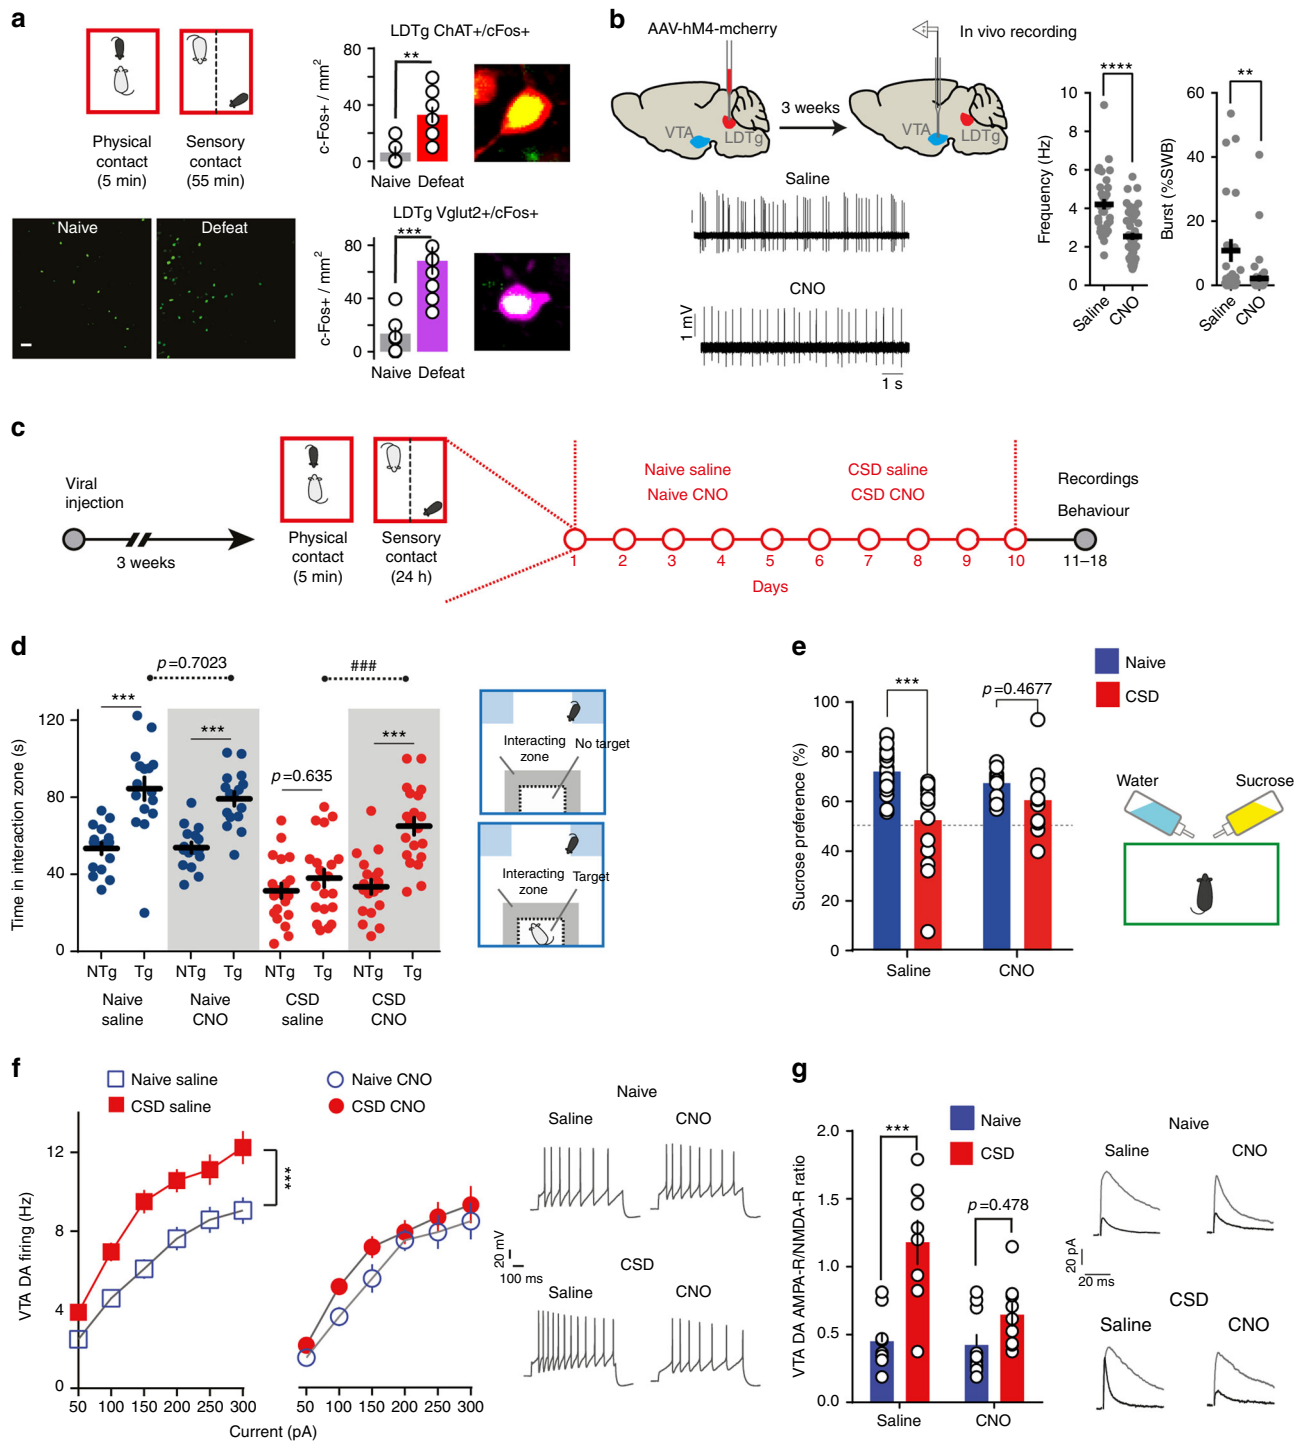 a
Physical
contact
(5 min)
Sensory
contact
(55 min)
Naive
Defeat
LDTg ChAT+/cFos+
c-Fos+ / mm²
80
40
0
**
Naive
Defeat
LDTg Vglut2+/cFos+
c-Fos+ / mm²
80
40
0
***
Naive
Defeat
b
AAV-hM4-mcherry
In vivo recording
VTA
LDTg
3 weeks
VTA
LDTg
Saline
CNO
1 mV
1 s
Frequency (Hz)
10
8
6
4
2
0
****
Saline
CNO
Burst (%SWB)
60
40
20
0
**
Saline
CNO
c
Viral
injection
3 weeks
Physical
contact
(5 min)
Sensory
contact
(24 h)
Naive saline
Naive CNO
CSD saline
CSD CNO
1 2 3 4 5 6 7 8 9 10
Days
Recordings
Behaviour
11–18
d
Time in interaction zone (s)
120
80
40
0
p=0.7023
###
***
***
p=0.635
***
NTg Tg NTg Tg NTg Tg NTg Tg
Naive
saline
Naive
CNO
CSD
saline
CSD
CNO
Interacting
zone
No target
Interacting
zone
Target
e
Naive
CSD
Sucrose preference (%)
100
80
60
40
20
0
***
p=0.4677
Saline
CNO
Water
Sucrose
f
Naive saline
CSD saline
Naive CNO
CSD CNO
VTA DA firing (Hz)
12
8
4
0
***
50 100 150 200 250 300
50 100 150 200 250 300
Current (pA)
Naive
Saline
CNO
20 mV
100 ms
CSD
Saline
CNO
g
Naive
CSD
VTA DA AMPA-R/NMDA-R ratio
2.0
1.5
1.0
0.5
0.0
***
p=0.478
Saline
CNO
Naive
Saline
CNO
20 pA
20 ms
CSD
Saline
CNO